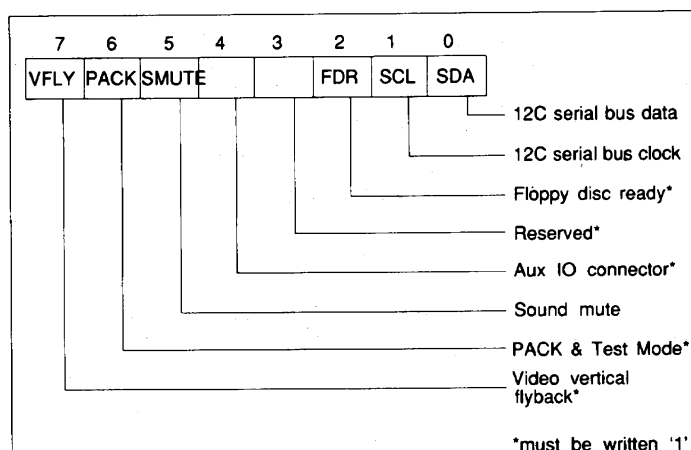 7 6 5 4 3 2 1 0
VFLY PACK SMUTE FDR SCL SDA
12C serial bus data
12C serial bus clock
Floppy disc ready*
Reserved*
Aux IO connector*
Sound mute
PACK & Test Mode*
Video vertical
flyback*
*must be written '1'